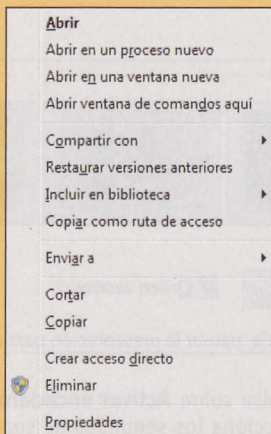 Abrir
Abrir en un proceso nuevo
Abrir en una ventana nueva
Abrir ventana de comandos aquí
Compartir con
Restaurar versiones anteriores
Incluir en biblioteca
Copiar como ruta de acceso
Enviar a
Cortar
Copiar
Crear acceso directo
Eliminar
Propiedades